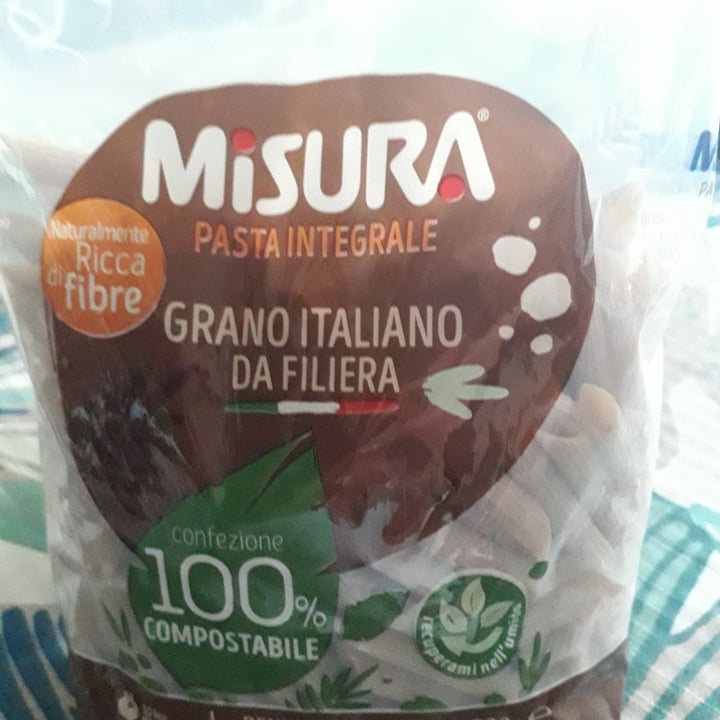 MiSURA®
PASTA INTEGRALE
Naturalmente
Ricca
di fibre
GRANO ITALIANO
DA FILIERA
confezione
100%
COMPOSTABILE
recuperami nell'umido